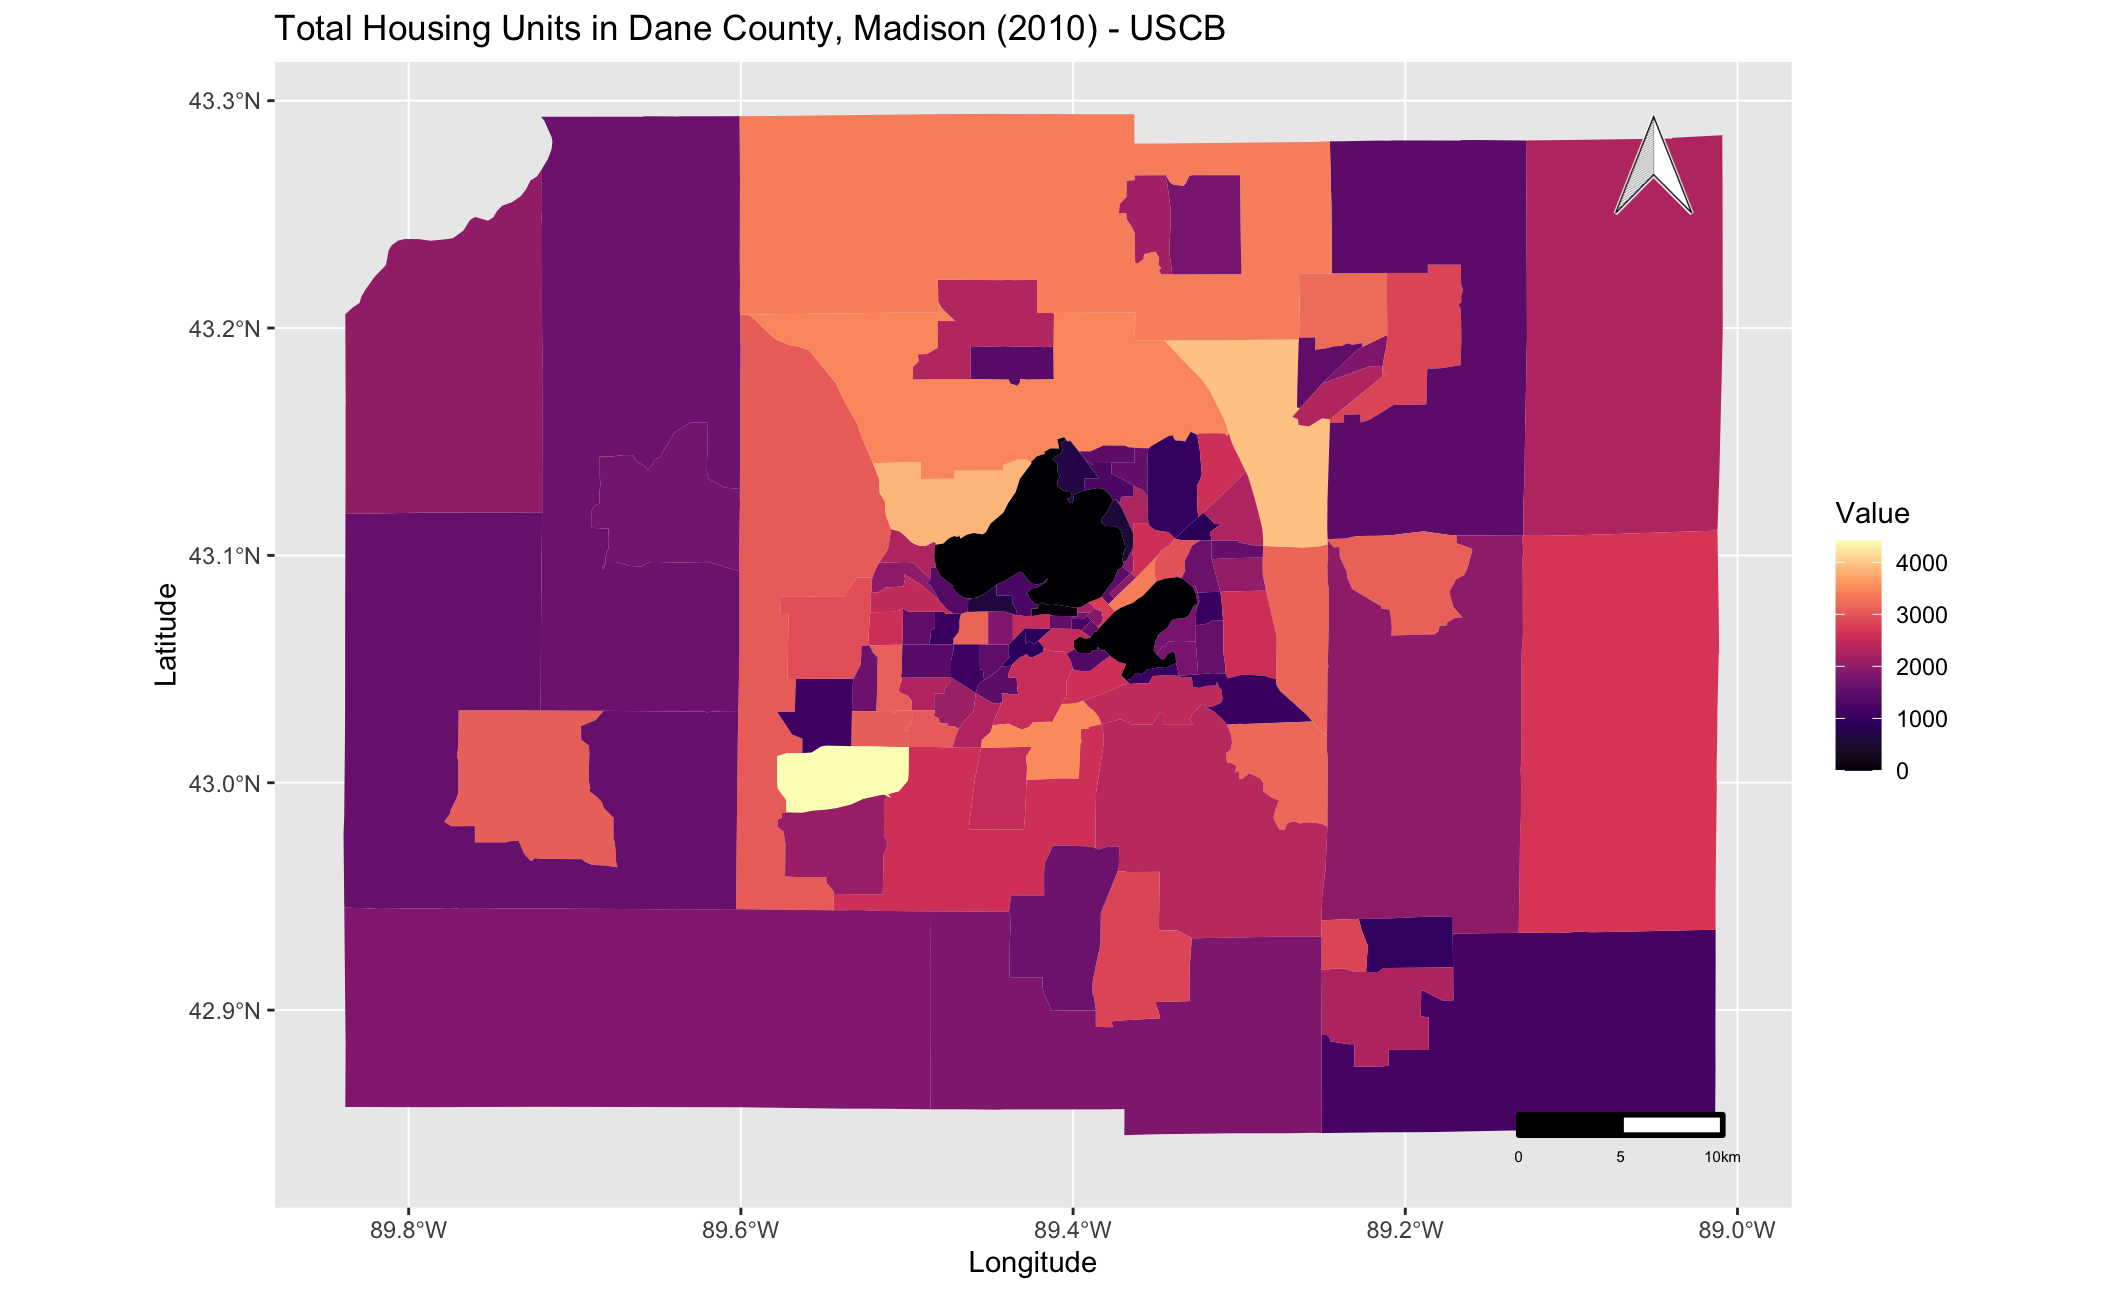 Total Housing Units in Dane County, Madison (2010) - USCB
43.3°N
43.2°N
43.1°N
43.0°N
42.9°N
Latitude
89.8°W
89.6°W
89.4°W
89.2°W
89.0°W
Longitude
Value
4000
3000
2000
1000
0
0 5 10km